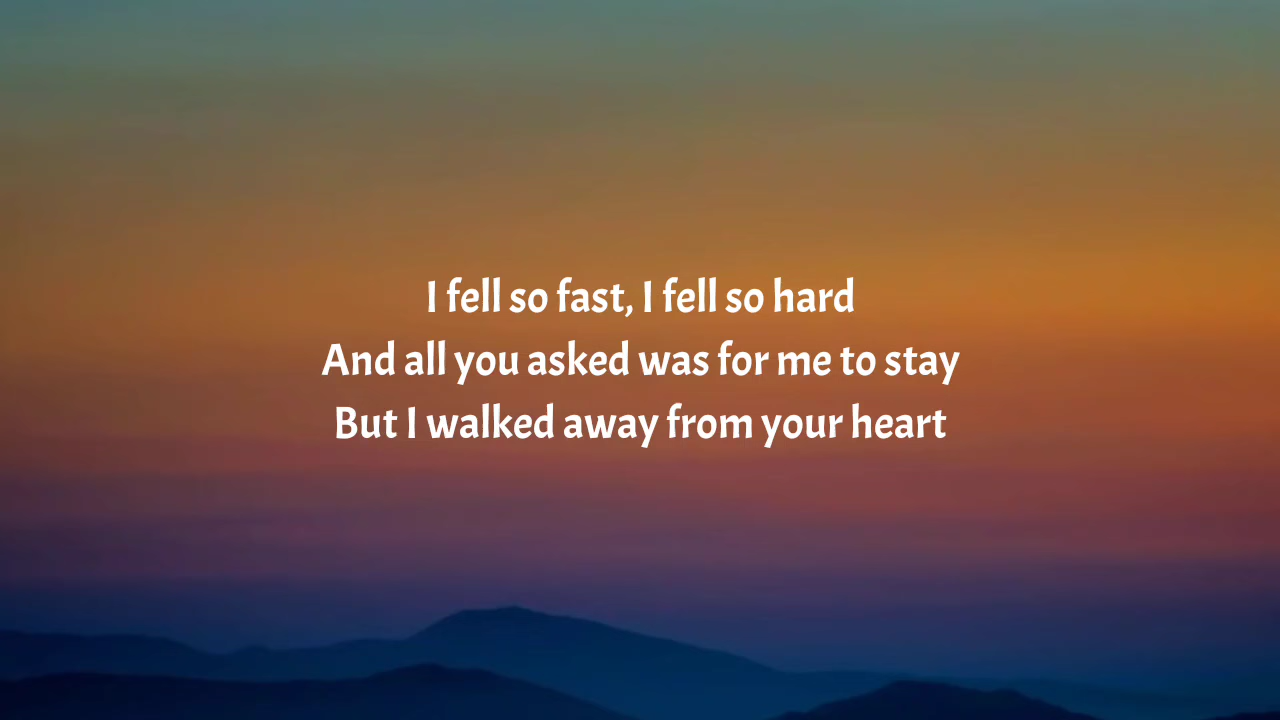 I fell so fast, I fell so hard
And all you asked was for me to stay
But I walked away from your heart